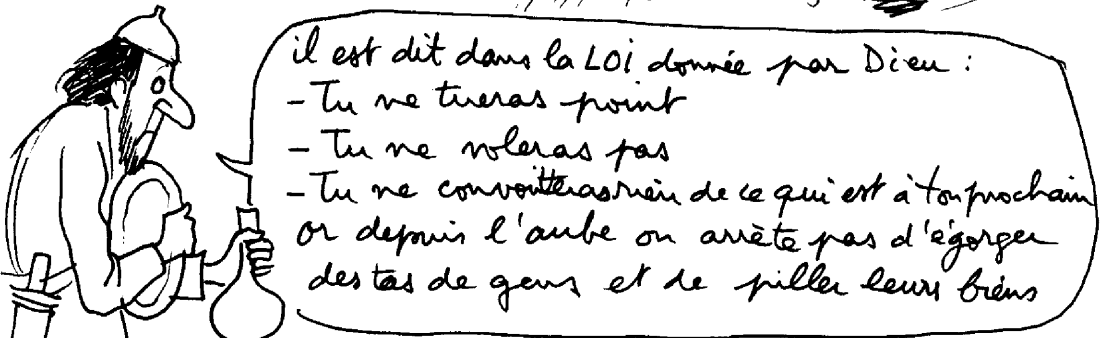 il est dit dans la LOi donnée par Dieu :
- Tu ne tueras point
- Tu ne voleras pas
- Tu ne convoitteras rien de ce qui est à ton prochain
or depuis l'aube on arrête pas d'égorger
des tas de gens et de piller leurs biens